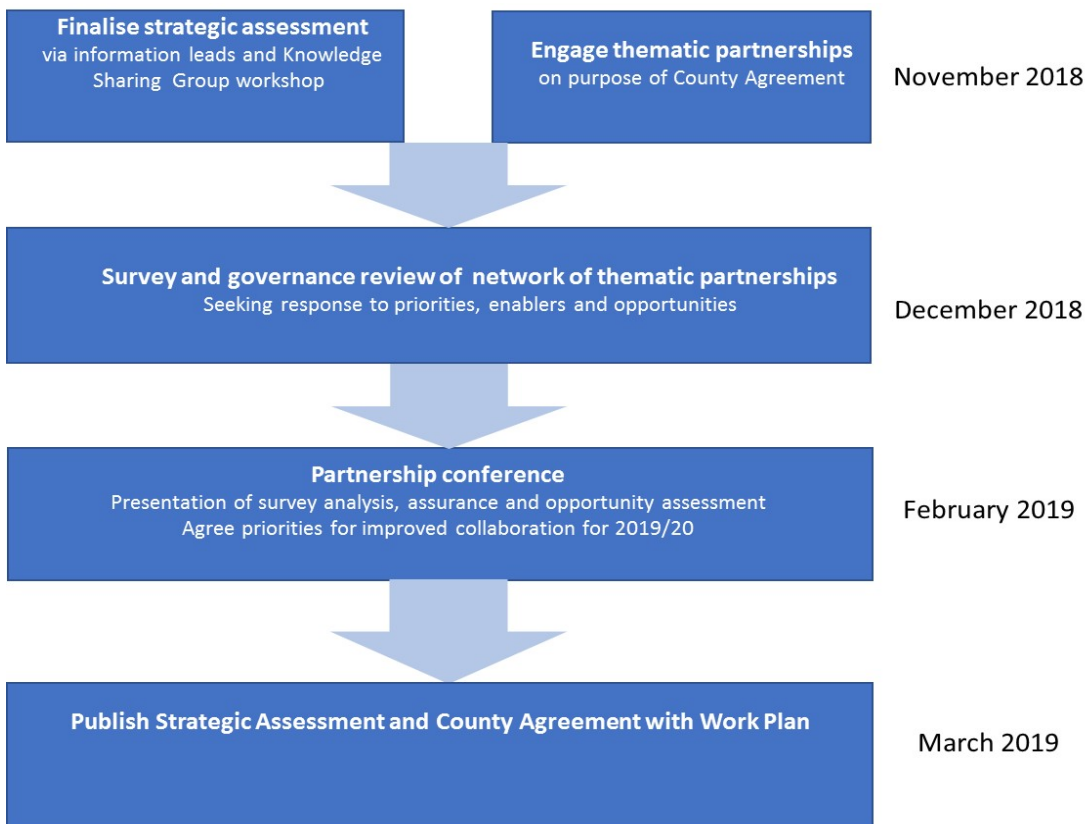 Finalise strategic assessment
via information leads and Knowledge
Sharing Group workshop
Engage thematic partnerships
on purpose of County Agreement
November 2018
Survey and governance review of network of thematic partnerships
Seeking response to priorities, enablers and opportunities
December 2018
Partnership conference
Presentation of survey analysis, assurance and opportunity assessment
Agree priorities for improved collaboration for 2019/20
February 2019
Publish Strategic Assessment and County Agreement with Work Plan
March 2019